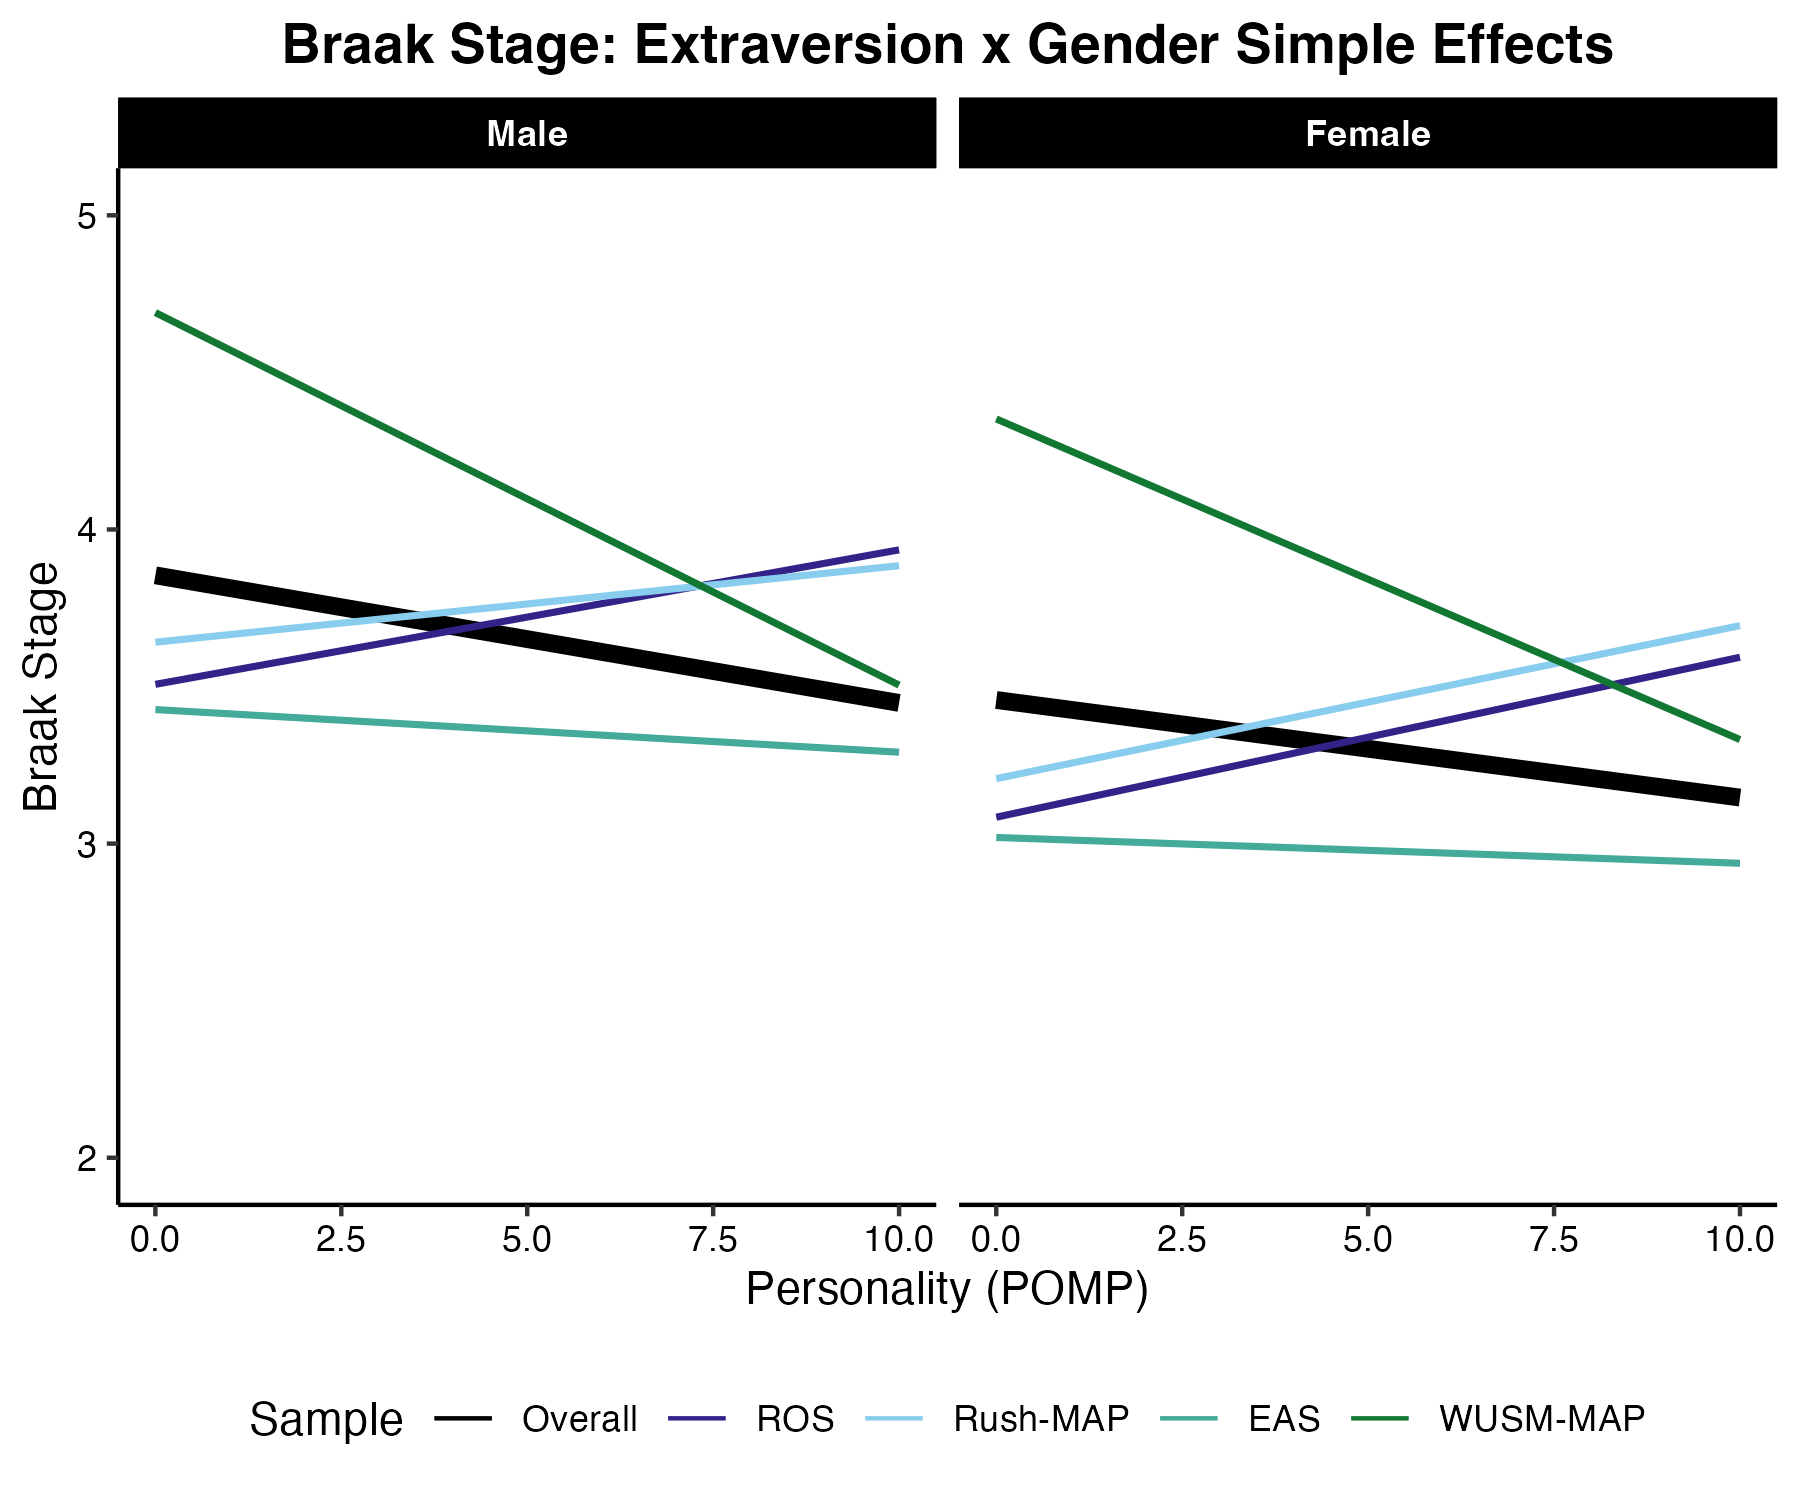 Braak Stage: Extraversion x Gender Simple Effects
Male Female
Braak Stage
5
4
3
2
0.0 2.5 5.0 7.5 10.0 0.0 2.5 5.0 7.5 10.0
Personality (POMP)
Sample Overall ROS Rush-MAP EAS WUSM-MAP